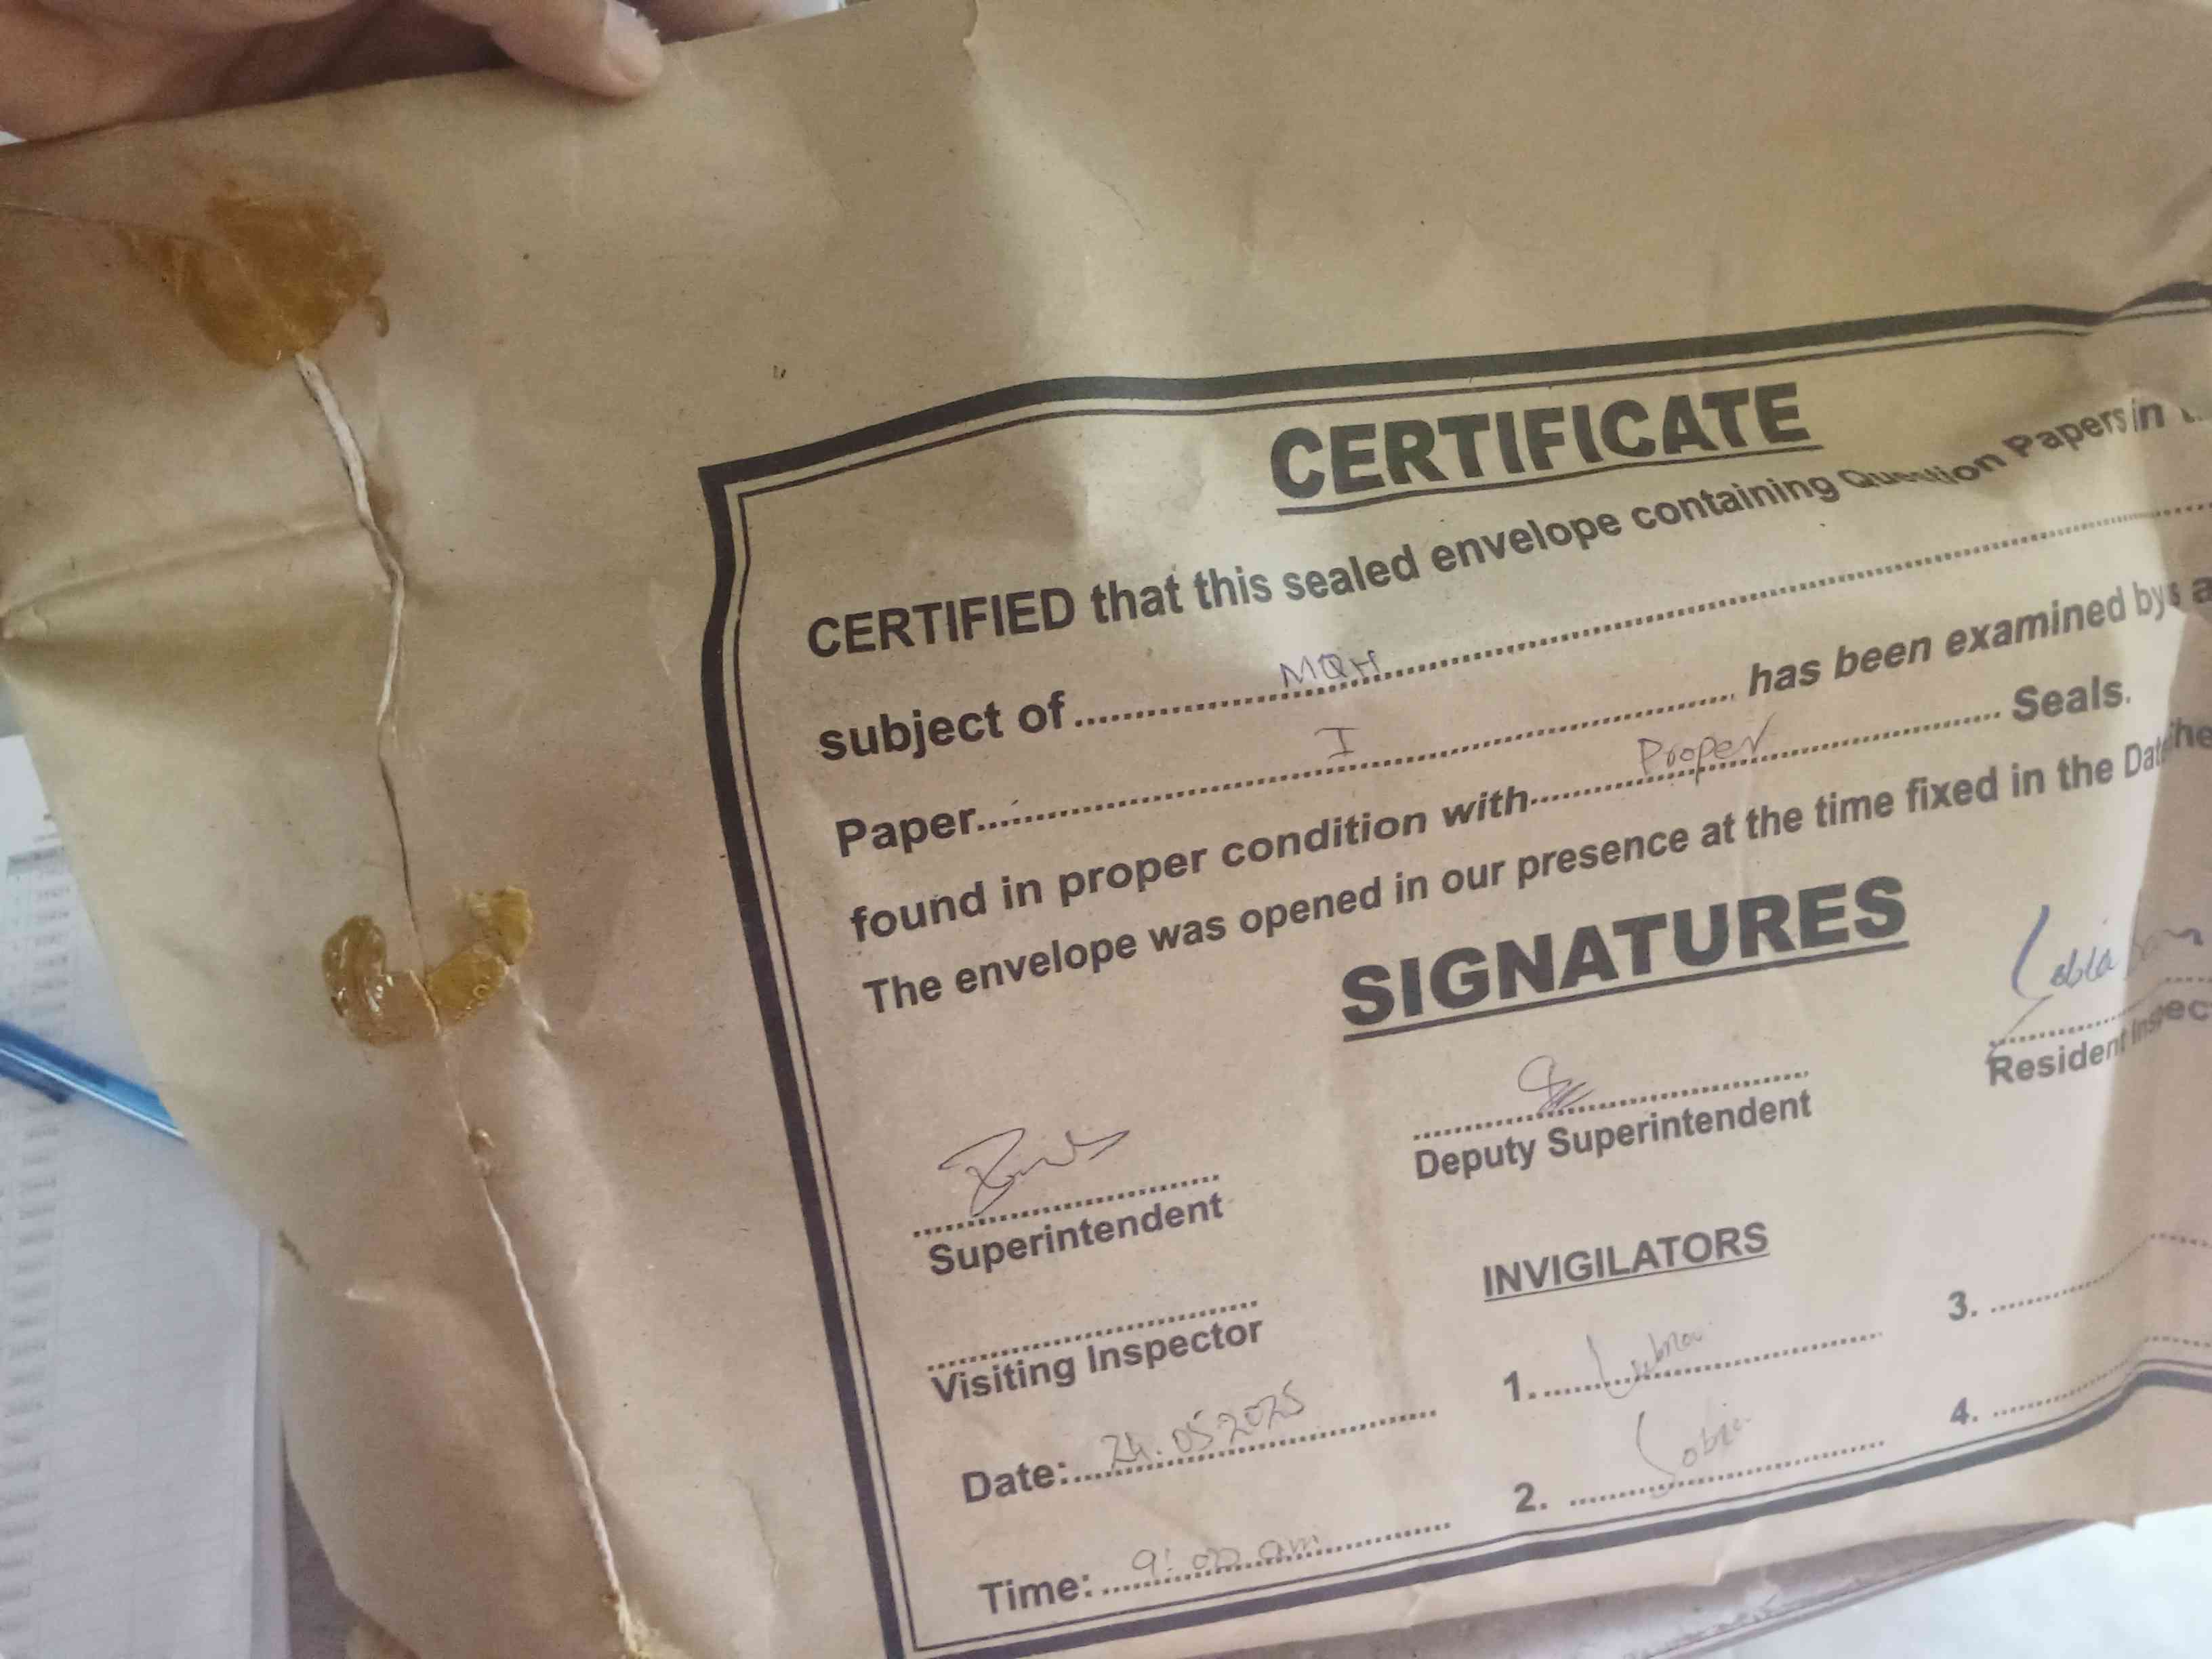 CERTIFICATE
CERTIFIED that this sealed envelope containing Question Papers in
subject of ........ MQH ........
Paper ........ I ........ has been examined by
found in proper condition with ........ Proper ........ Seals.
The envelope was opened in our presence at the time fixed in the
SIGNATURES
Superintendent
Deputy Superintendent
Resident
Visiting Inspector
INVIGILATORS
1. Lubna
2. Sobia
3.
4.
Date: 24.05.2025
Time: 9:00 am